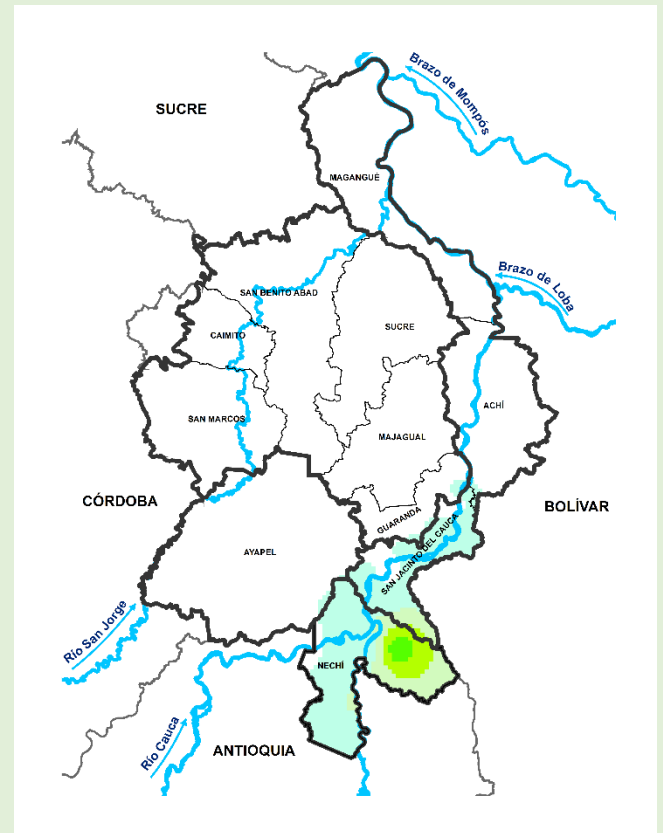 Brazo de Mompós
SUCRE
MAGANGUÉ
Brazo de Loba
SAN BENITO ABAD
SUCRE
CAIMITO
ACHÍ
SAN MARCOS
MAJAGUAL
CÓRDOBA
BOLÍVAR
GUARANDA
AYAPEL
SAN JACINTO DEL CAUCA
Río San Jorge
NECHÍ
Río Cauca
ANTIOQUIA